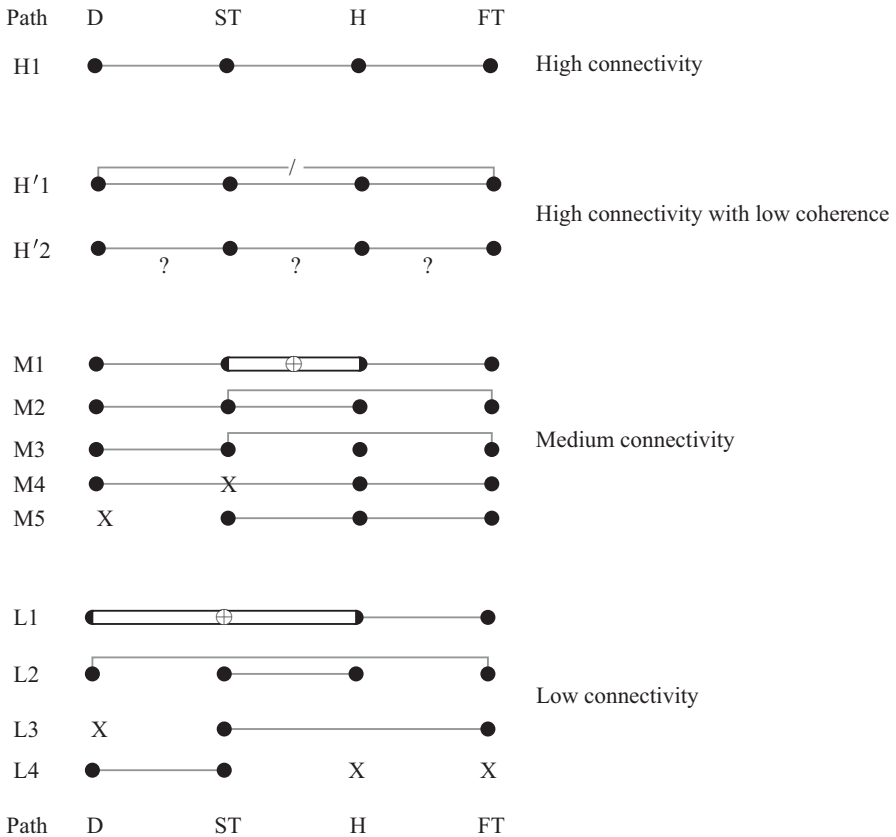 Path D ST H FT
H1 High connectivity
H′1 /
High connectivity with low coherence
H′2
? ? ?
M1
M2
M3 Medium connectivity
M4 X
M5 X
L1
L2
Low connectivity
L3 X
L4 X X
Path D ST H FT